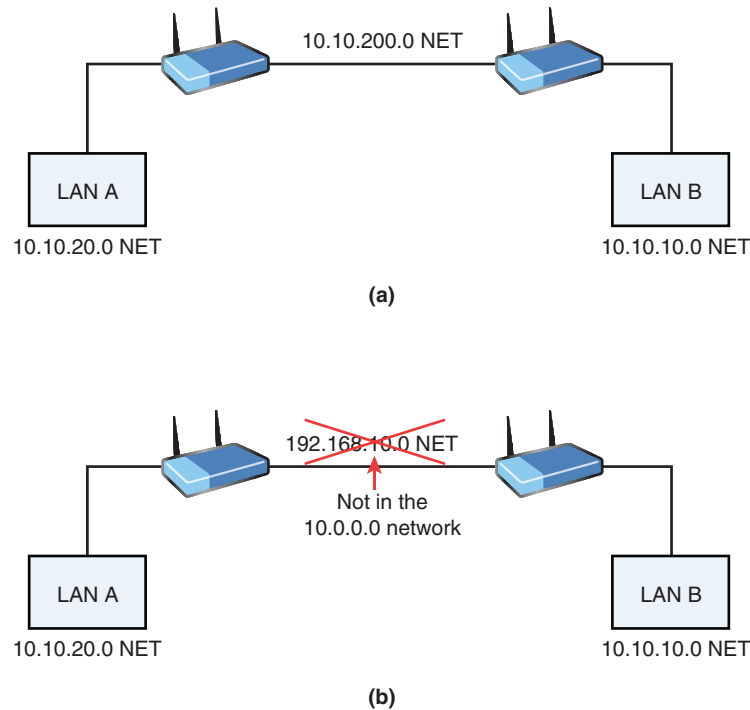 10.10.200.0 NET
LAN A
LAN B
10.10.20.0 NET
10.10.10.0 NET
(a)
192.168.10.0 NET
Not in the
10.0.0.0 network
LAN A
LAN B
10.10.20.0 NET
10.10.10.0 NET
(b)